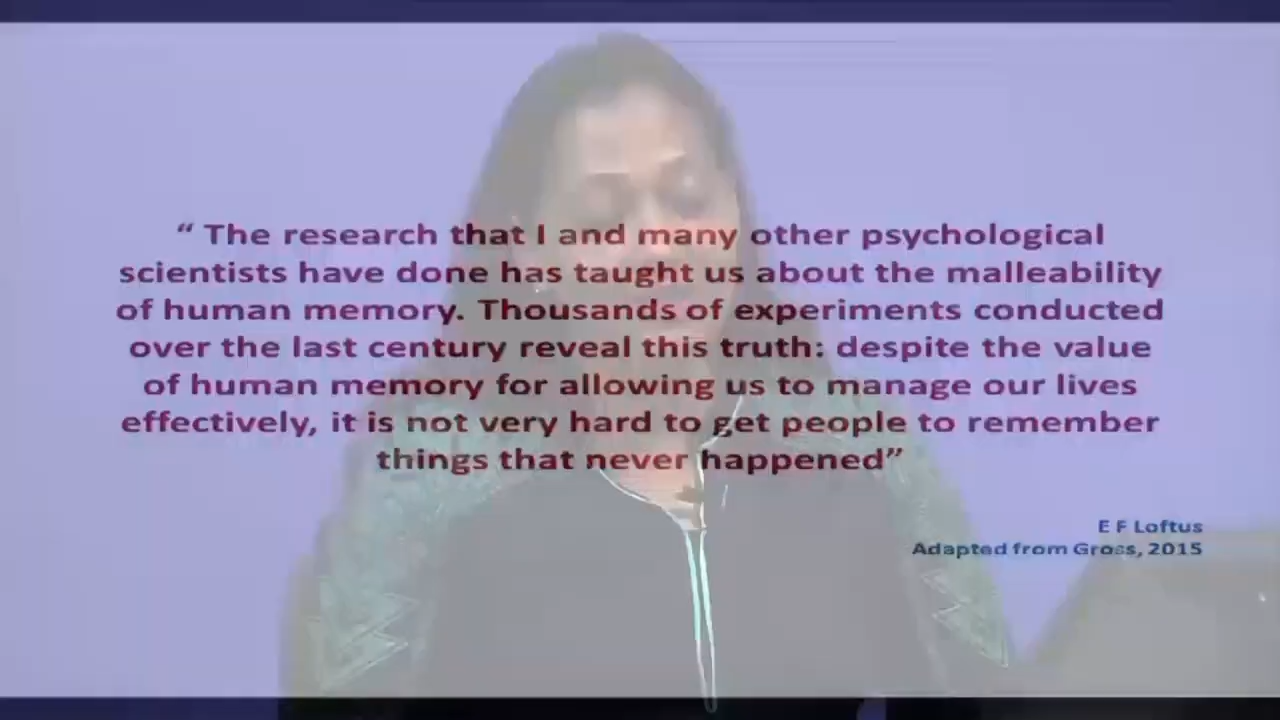 “ The research that I and many other psychological
scientists have done has taught us about the malleability
of human memory. Thousands of experiments conducted
over the last century reveal this truth: despite the value
of human memory for allowing us to manage our lives
effectively, it is not very hard to get people to remember
things that never happened”
E F Loftus
Adapted from Gross, 2015